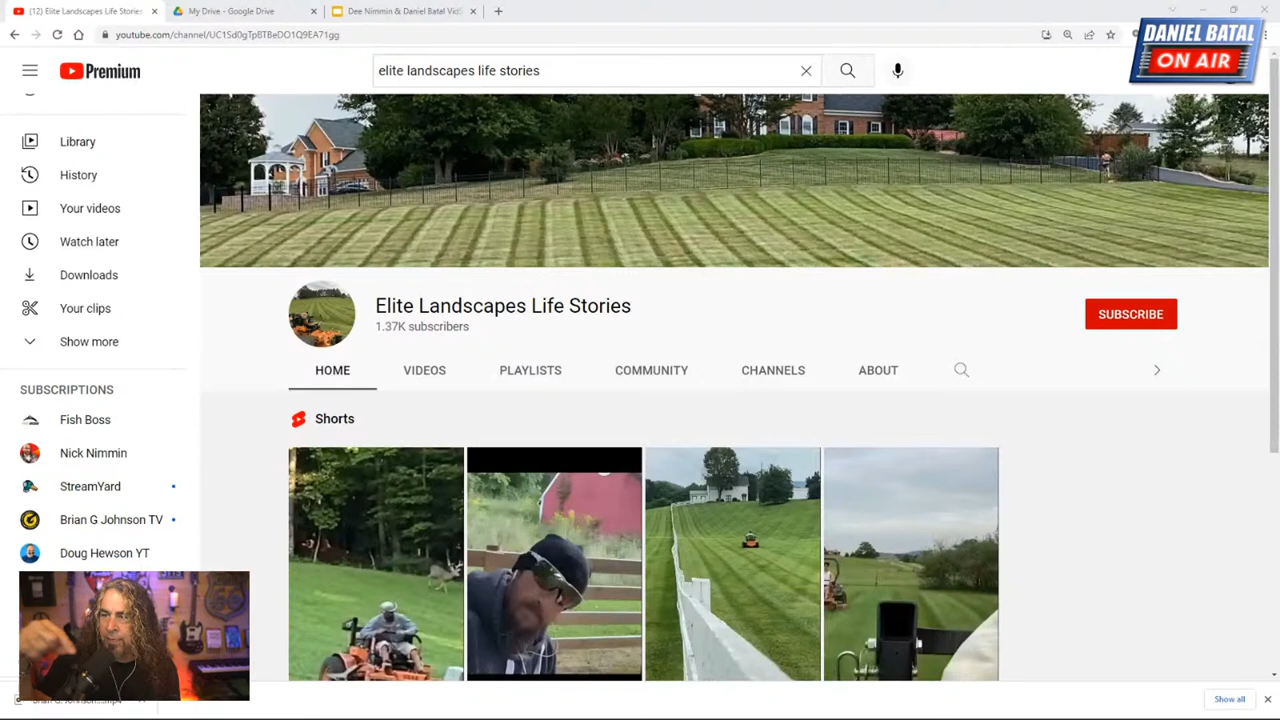 (12) Elite Landscapes Life Stories
My Drive - Google Drive
Dee Nimmin & Daniel Batal Vid
youtube.com/channel/UC1Sd0gTpBTBeDO1Q9EA71gg
DANIEL BATAL
ON AIR
Premium
elite landscapes life stories
Library
History
Your videos
Watch later
Downloads
Your clips
Show more
SUBSCRIPTIONS
Fish Boss
Nick Nimmin
StreamYard
Brian G Johnson TV
Doug Hewson YT
Elite Landscapes Life Stories
1.37K subscribers
SUBSCRIBE
HOME
VIDEOS
PLAYLISTS
COMMUNITY
CHANNELS
ABOUT
Shorts
Show all